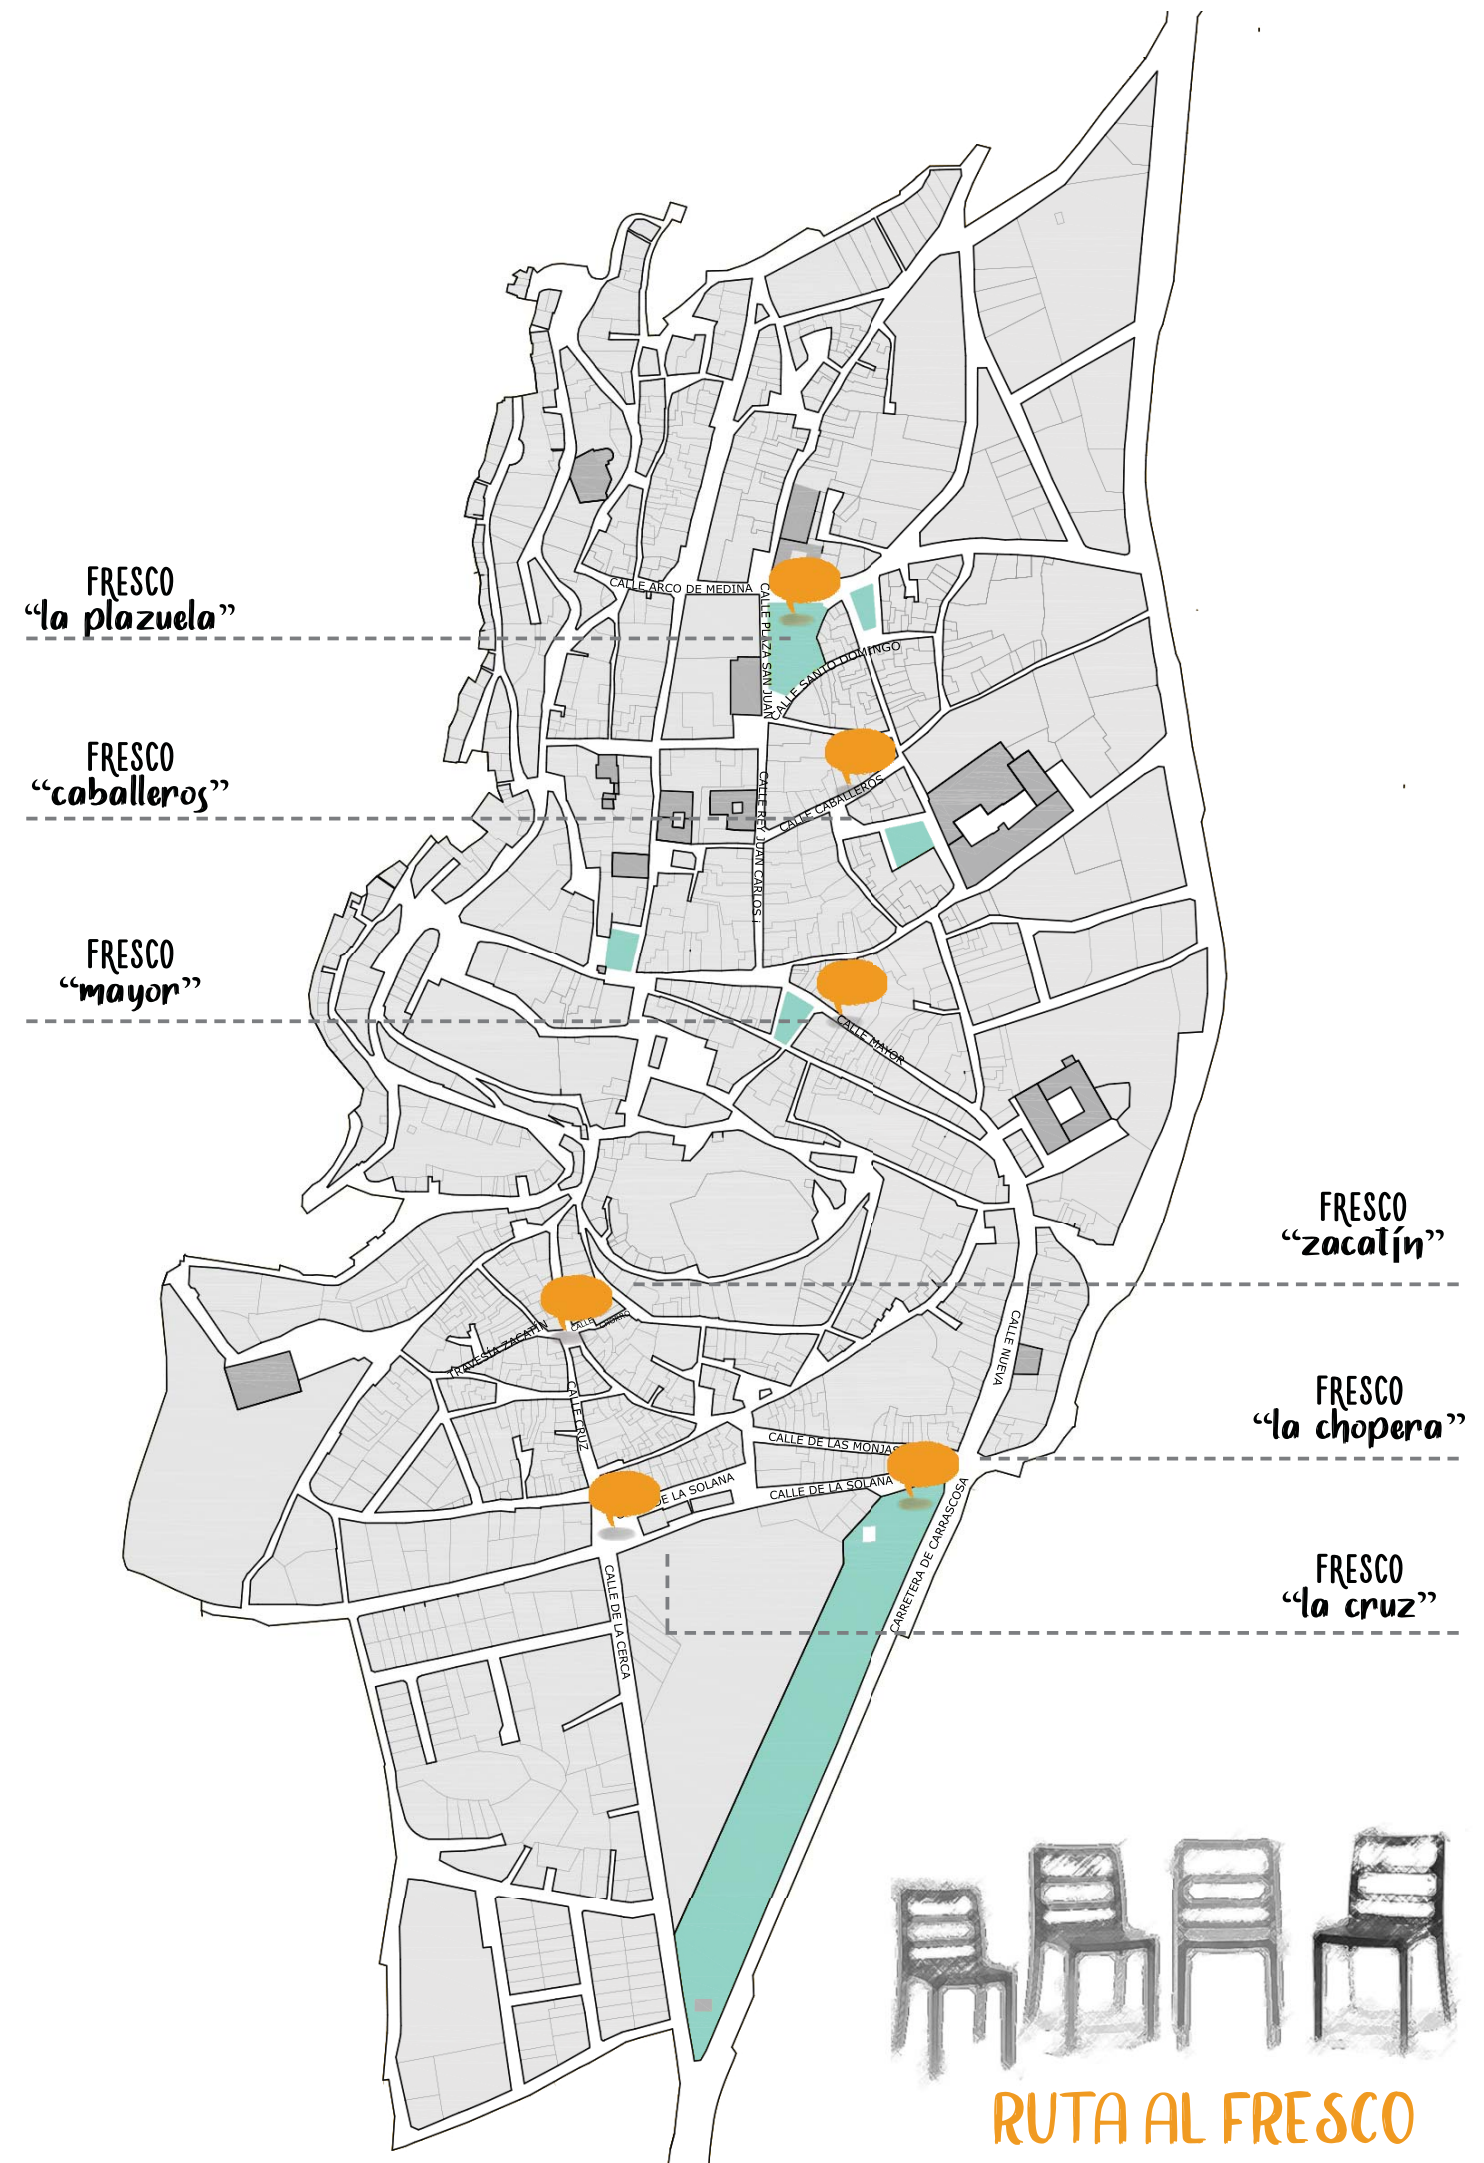 FRESCO
“la plazuela”
FRESCO
“caballeros”
FRESCO
“mayor”
FRESCO
“zacatín”
FRESCO
“la chopera”
FRESCO
“la cruz”
CALLE ARCO DE MEDINA
CALLE PLAZA SAN JUAN
CALLE SANTO DOMINGO
CALLE CABALLEROS
CALLE REY JUAN CARLOS i
CALLE MAYOR
TRAVESÍA ZACATÍN
CALLE
CALLE NUEVA
CALLE CRUZ
CALLE DE LAS MONJAS
DE LA SOLANA
CALLE DE LA SOLANA
CARRETERA DE CARRASCOSA
CALLE DE LA CERCA
RUTA AL FRESCO